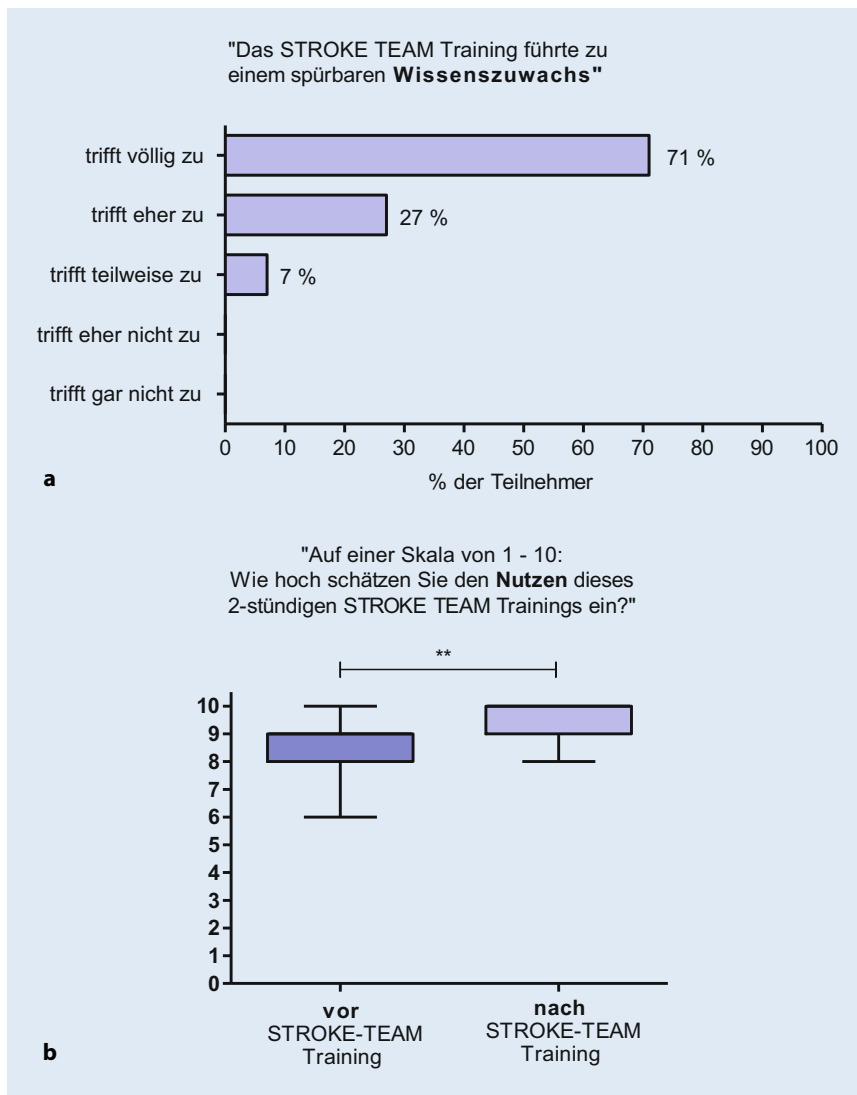 "Das STROKE TEAM Training führte zu
einem spürbaren Wissenszuwachs"
trifft völlig zu
71 %
trifft eher zu
27 %
trifft teilweise zu
7 %
trifft eher nicht zu
trifft gar nicht zu
0 10 20 30 40 50 60 70 80 90 100
% der Teilnehmer
a
"Auf einer Skala von 1 - 10:
Wie hoch schätzen Sie den Nutzen dieses
2-stündigen STROKE TEAM Trainings ein?"
**
10
9
8
7
6
5
4
3
2
1
0
vor
STROKE-TEAM
Training
nach
STROKE-TEAM
Training
b